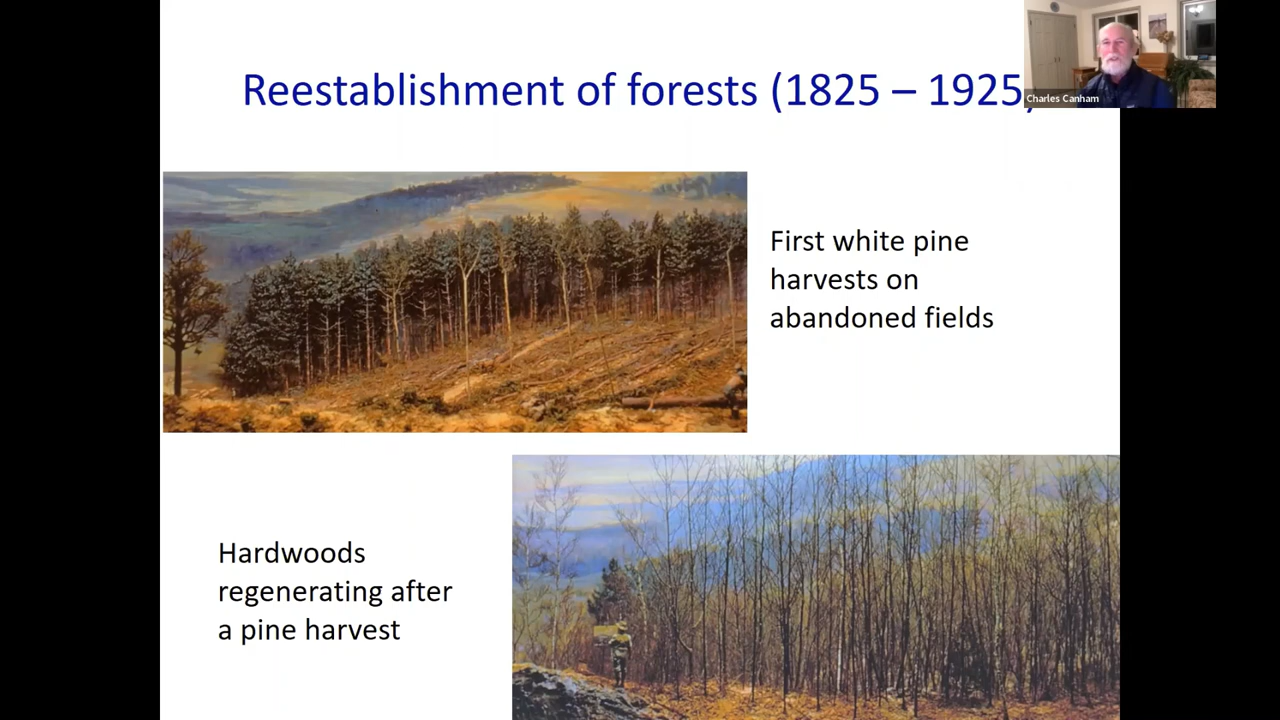 Reestablishment of forests (1825 – 1925)
Charles Canham
First white pine
harvests on
abandoned fields
Hardwoods
regenerating after
a pine harvest